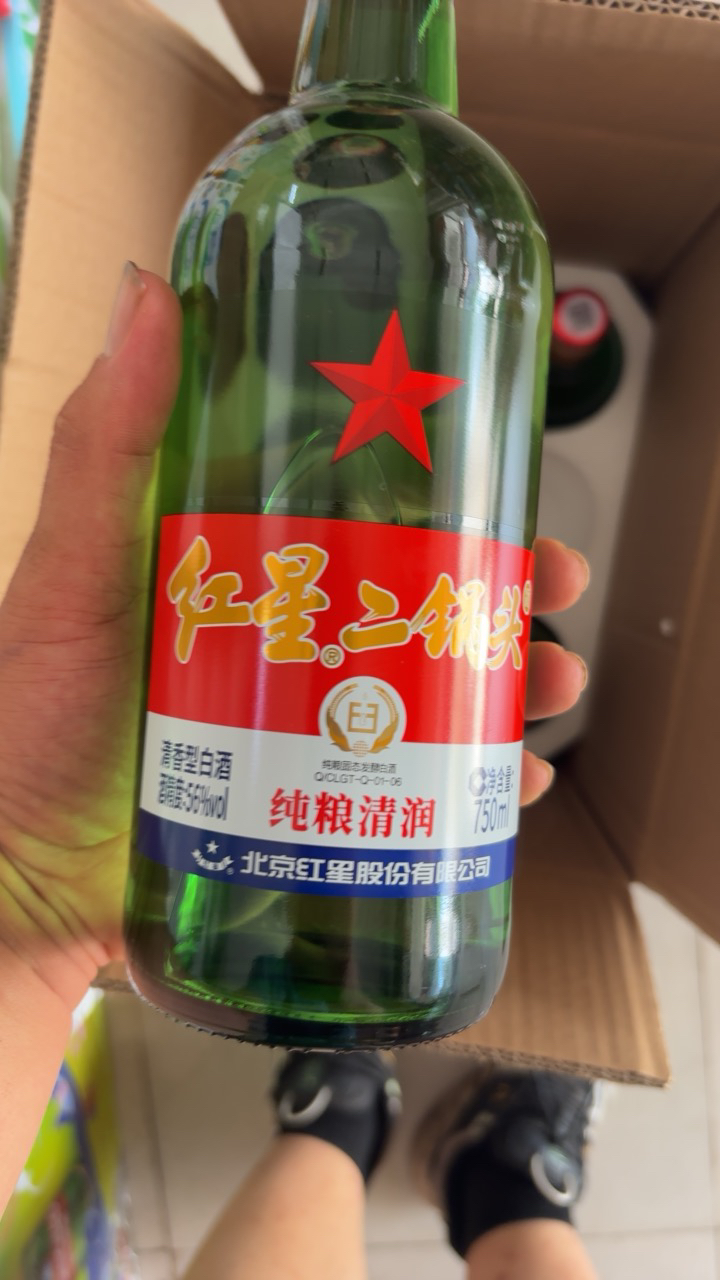 红星®二锅头®
纯粮固态发酵白酒
Q/CLGT-Q-01-06
清香型白酒
酒精度:56%vol
纯粮清润
净含量:
750ml
北京红星股份有限公司